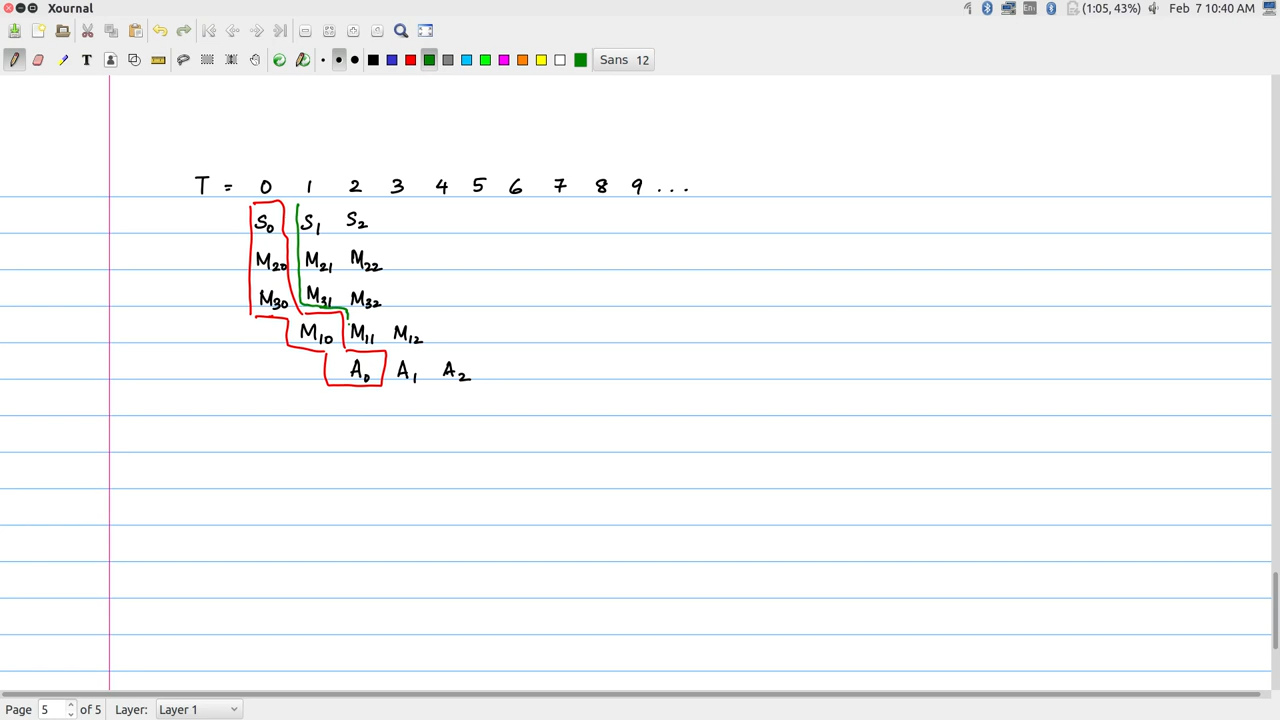 Xournal
(1:05, 43%) Feb 7 10:40 AM
T Sans 12
T = 0 1 2 3 4 5 6 7 8 9 ...
S₀ S₁ S₂
M₂₀ M₂₁ M₂₂
M₃₀ M₃₁ M₃₂
M₁₀ M₁₁ M₁₂
A₀ A₁ A₂
Page 5 of 5 Layer: Layer 1